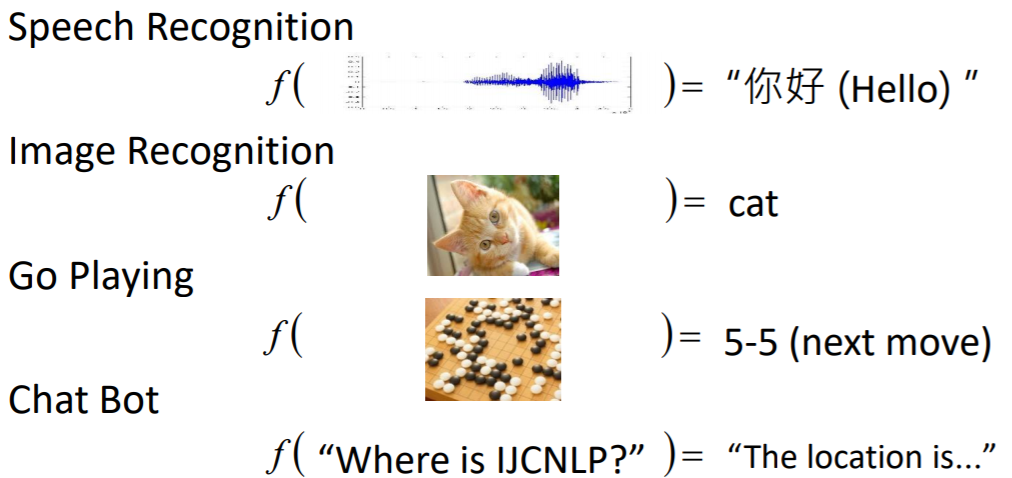 Speech Recognition
f( )= “你好 (Hello) ”
Image Recognition
f( )= cat
Go Playing
f( )= 5-5 (next move)
Chat Bot
f( “Where is IJCNLP?” )= “The location is…”